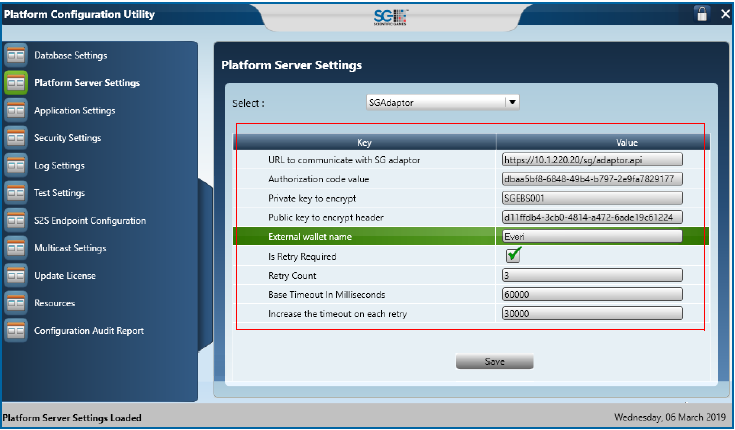 Platform Configuration Utility
SG
SCIENTIFIC GAMES
Database Settings
Platform Server Settings
Application Settings
Security Settings
Log Settings
Test Settings
S2S Endpoint Configuration
Multicast Settings
Update License
Resources
Configuration Audit Report
Platform Server Settings
Select : SGAdaptor
Key Value
URL to communicate with SG adaptor https://10.1.220.20/sg/adaptor.api
Authorization code value dbaa5bf8-6848-49b4-b797-2e9fa7829177
Private key to encrypt SGEBS001
Public key to encrypt header d11ffdb4-3cb0-4814-a472-6ade19c61224
External wallet name Everi
Is Retry Required
Retry Count 3
Base Timeout In Milliseconds 60000
Increase the timeout on each retry 30000
Save
Platform Server Settings Loaded Wednesday, 06 March 2019